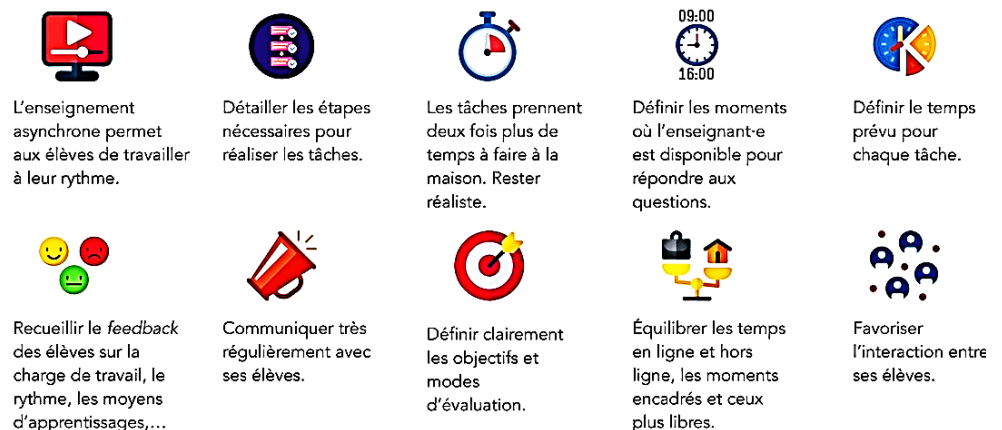 09:00
16:00
L'enseignement
asynchrone permet
aux élèves de travailler
à leur rythme.
Détailler les étapes
nécessaires pour
réaliser les tâches.
Les tâches prennent
deux fois plus de
temps à faire à la
maison. Rester
réaliste.
Définir les moments
où l'enseignant·e
est disponible pour
répondre aux
questions.
Définir le temps
prévu pour
chaque tâche.
Recueillir le feedback
des élèves sur la
charge de travail, le
rythme, les moyens
d'apprentissages,...
Communiquer très
régulièrement avec
ses élèves.
Définir clairement
les objectifs et
modes
d'évaluation.
Équilibrer les temps
en ligne et hors
ligne, les moments
encadrés et ceux
plus libres.
Favoriser
l'interaction entre
ses élèves.